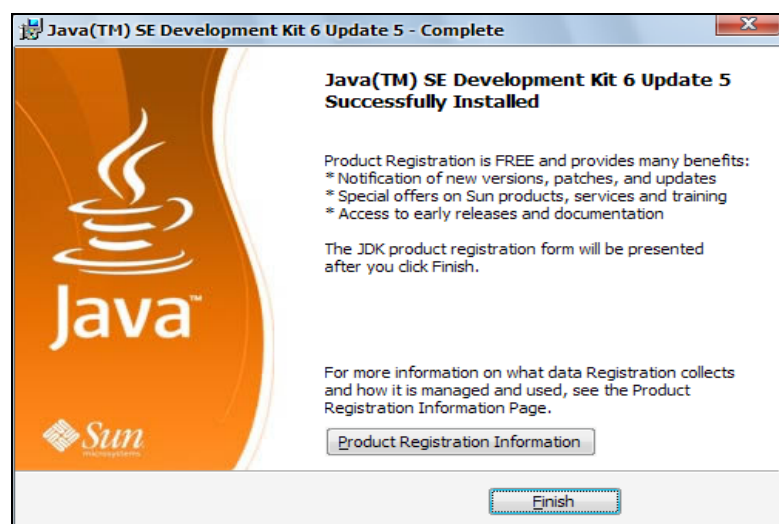 Java(TM) SE Development Kit 6 Update 5 - Complete
Java(TM) SE Development Kit 6 Update 5
Successfully Installed
Product Registration is FREE and provides many benefits:
* Notification of new versions, patches, and updates
* Special offers on Sun products, services and training
* Access to early releases and documentation
The JDK product registration form will be presented
after you click Finish.
Java™
For more information on what data Registration collects
and how it is managed and used, see the Product
Registration Information Page.
Sun
microsystems
Product Registration Information
Finish